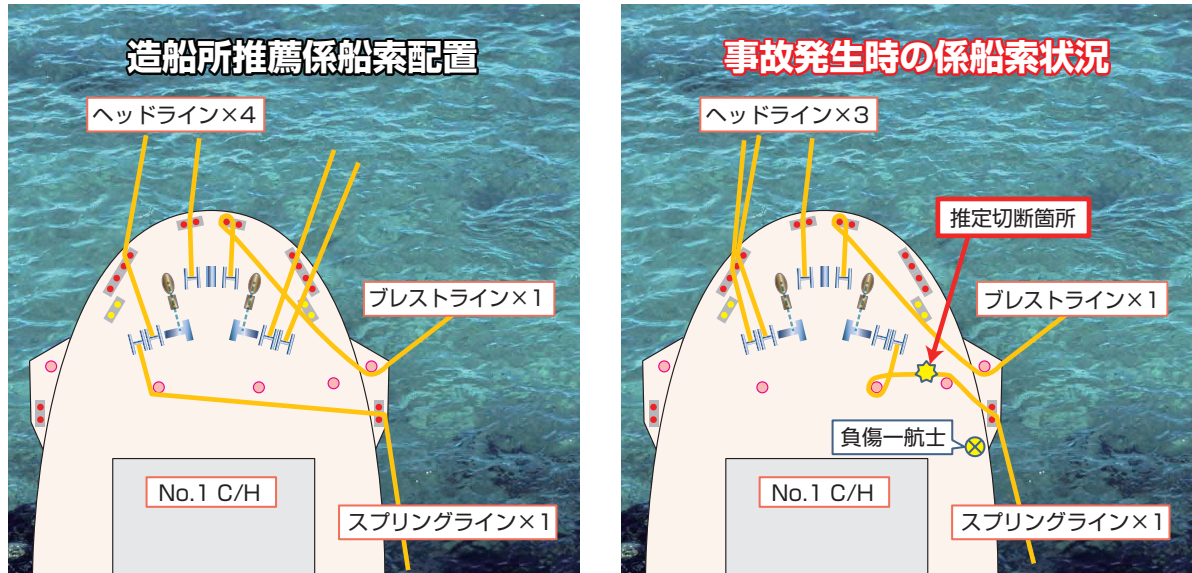 造船所推薦係船索配置
ヘッドライン×4
ブレストライン×1
No.1 C/H
スプリングライン×1
事故発生時の係船索状況
ヘッドライン×3
推定切断箇所
ブレストライン×1
負傷一航士
No.1 C/H
スプリングライン×1